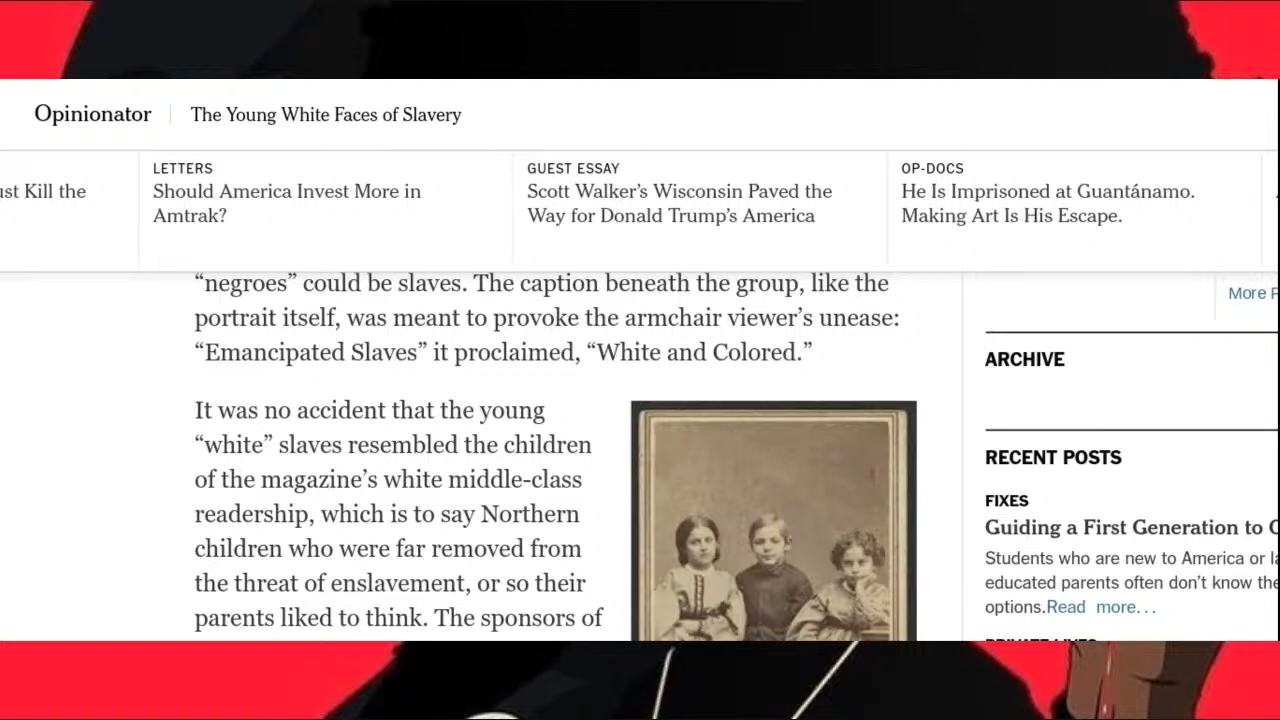 Opinionator
The Young White Faces of Slavery
ust Kill the
LETTERS
Should America Invest More in
Amtrak?
GUEST ESSAY
Scott Walker’s Wisconsin Paved the
Way for Donald Trump’s America
OP-DOCS
He Is Imprisoned at Guantánamo.
Making Art Is His Escape.
“negroes” could be slaves. The caption beneath the group, like the
portrait itself, was meant to provoke the armchair viewer’s unease:
“Emancipated Slaves” it proclaimed, “White and Colored.”
It was no accident that the young
“white” slaves resembled the children
of the magazine’s white middle-class
readership, which is to say Northern
children who were far removed from
the threat of enslavement, or so their
parents liked to think. The sponsors of
More
ARCHIVE
RECENT POSTS
FIXES
Guiding a First Generation to
Students who are new to America or
educated parents often don’t know the
options.Read more...
PRIVATE LIVES